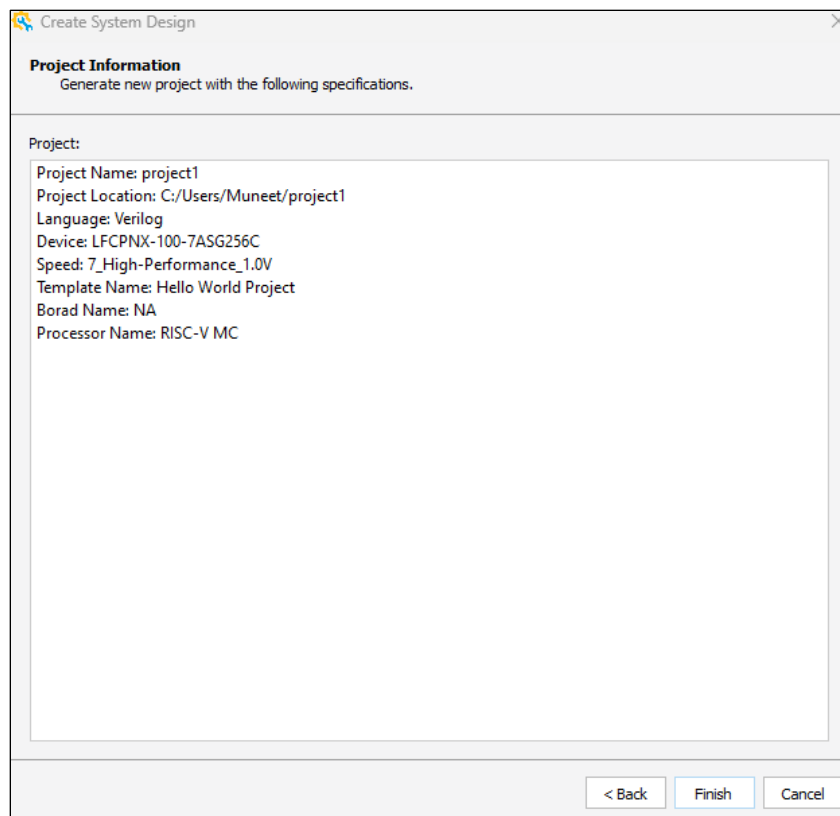 Create System Design
Project Information
Generate new project with the following specifications.
Project:
Project Name: project1
Project Location: C:/Users/Muneet/project1
Language: Verilog
Device: LFCPNX-100-7ASG256C
Speed: 7_High-Performance_1.0V
Template Name: Hello World Project
Borad Name: NA
Processor Name: RISC-V MC
< Back Finish Cancel